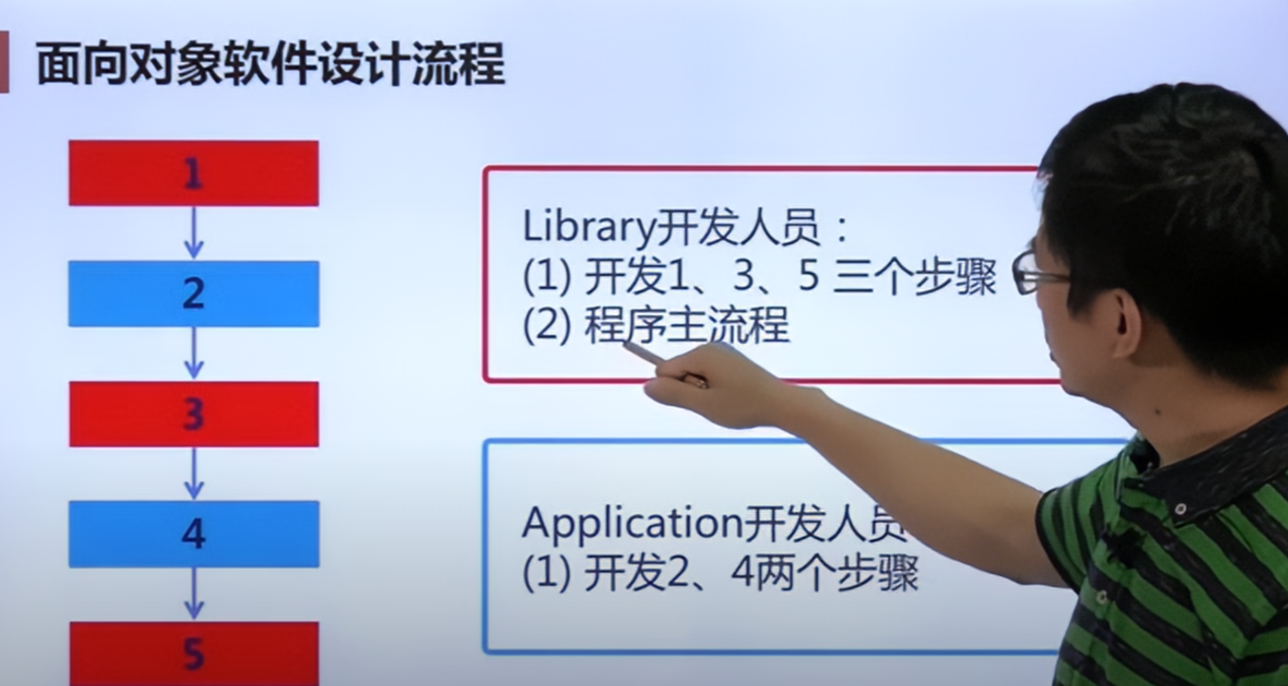 面向对象软件设计流程
1
2
3
4
5
Library开发人员：
(1) 开发1、3、5 三个步骤
(2) 程序主流程
Application开发人员
(1) 开发2、4两个步骤